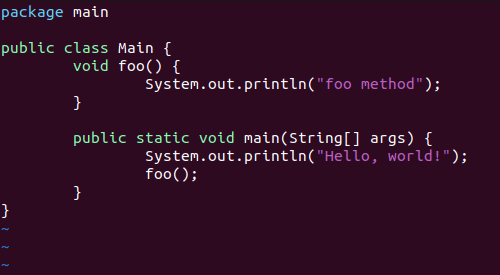 package main

public class Main {
        void foo() {
                System.out.println("foo method");
        }

        public static void main(String[] args) {
                System.out.println("Hello, world!");
                foo();
        }
}
~
~
~